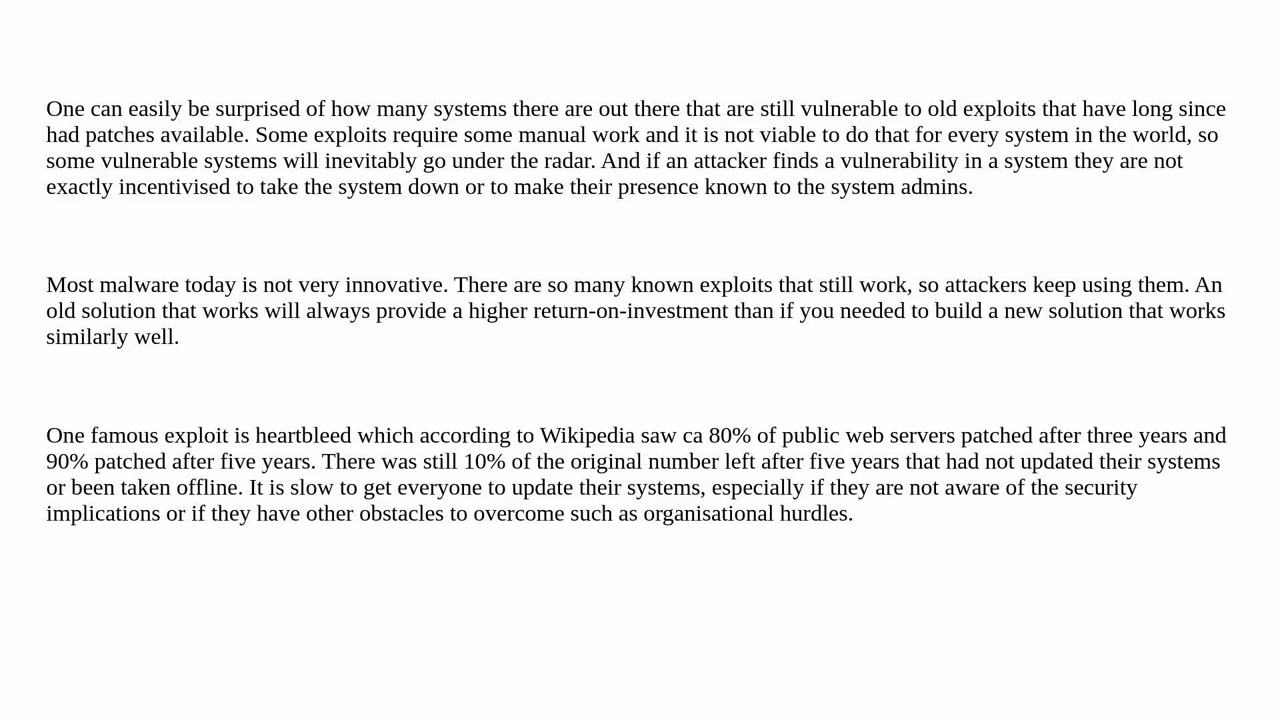 One can easily be surprised of how many systems there are out there that are still vulnerable to old exploits that have long since
had patches available. Some exploits require some manual work and it is not viable to do that for every system in the world, so
some vulnerable systems will inevitably go under the radar. And if an attacker finds a vulnerability in a system they are not
exactly incentivised to take the system down or to make their presence known to the system admins.
Most malware today is not very innovative. There are so many known exploits that still work, so attackers keep using them. An
old solution that works will always provide a higher return-on-investment than if you needed to build a new solution that works
similarly well.
One famous exploit is heartbleed which according to Wikipedia saw ca 80% of public web servers patched after three years and
90% patched after five years. There was still 10% of the original number left after five years that had not updated their systems
or been taken offline. It is slow to get everyone to update their systems, especially if they are not aware of the security
implications or if they have other obstacles to overcome such as organisational hurdles.